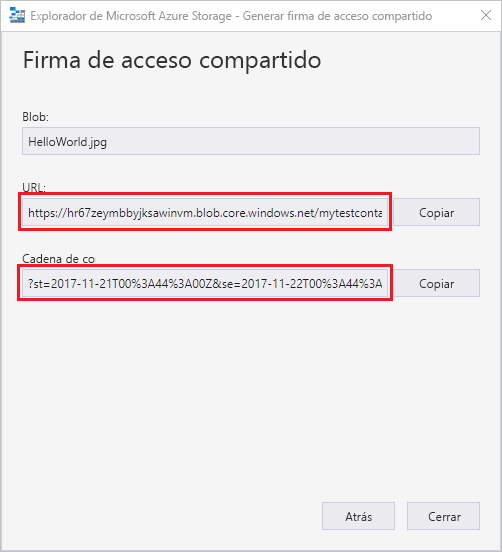 Explorador de Microsoft Azure Storage - Generar firma de acceso compartido
Firma de acceso compartido
Blob:
HelloWorld.jpg
URL:
https://hr67zeymbbyjksawinvm.blob.core.windows.net/mytestconta
Copiar
Cadena de co
?st=2017-11-21T00%3A44%3A00Z&se=2017-11-22T00%3A44%3A
Copiar
Atrás
Cerrar